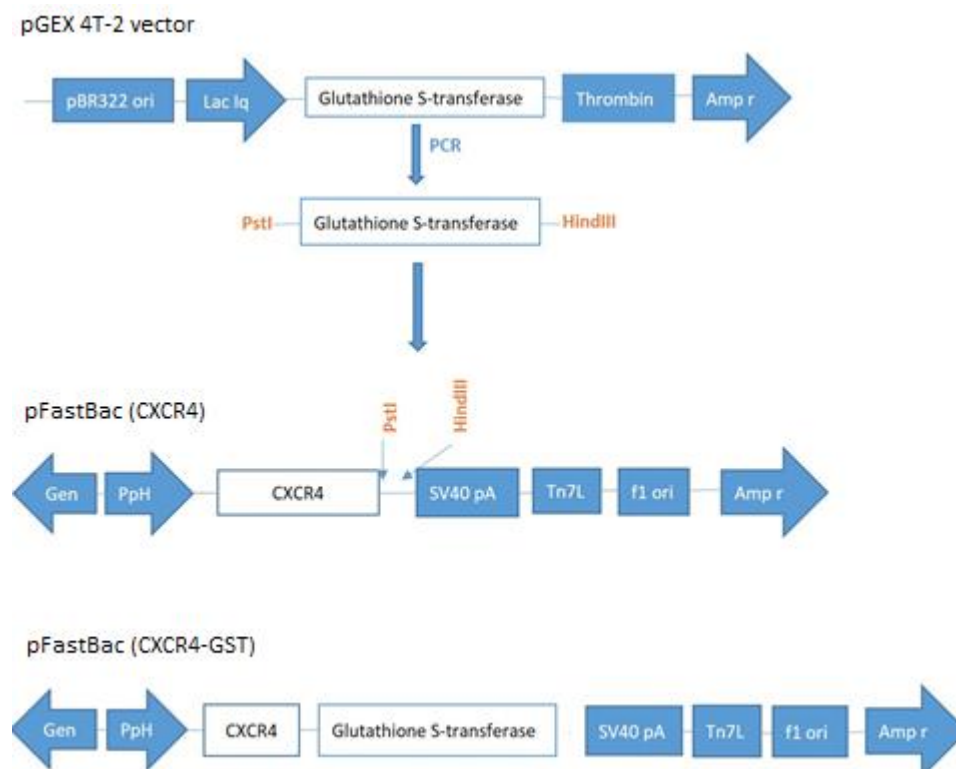 pGEX 4T-2 vector
pBR322 ori Lac Iq Glutathione S-transferase Thrombin Amp r
PCR
PstI Glutathione S-transferase HindIII
PstI HindIII
pFastBac (CXCR4)
Gen PpH CXCR4 SV40 pA Tn7L f1 ori Amp r
pFastBac (CXCR4-GST)
Gen PpH CXCR4 Glutathione S-transferase SV40 pA Tn7L f1 ori Amp r